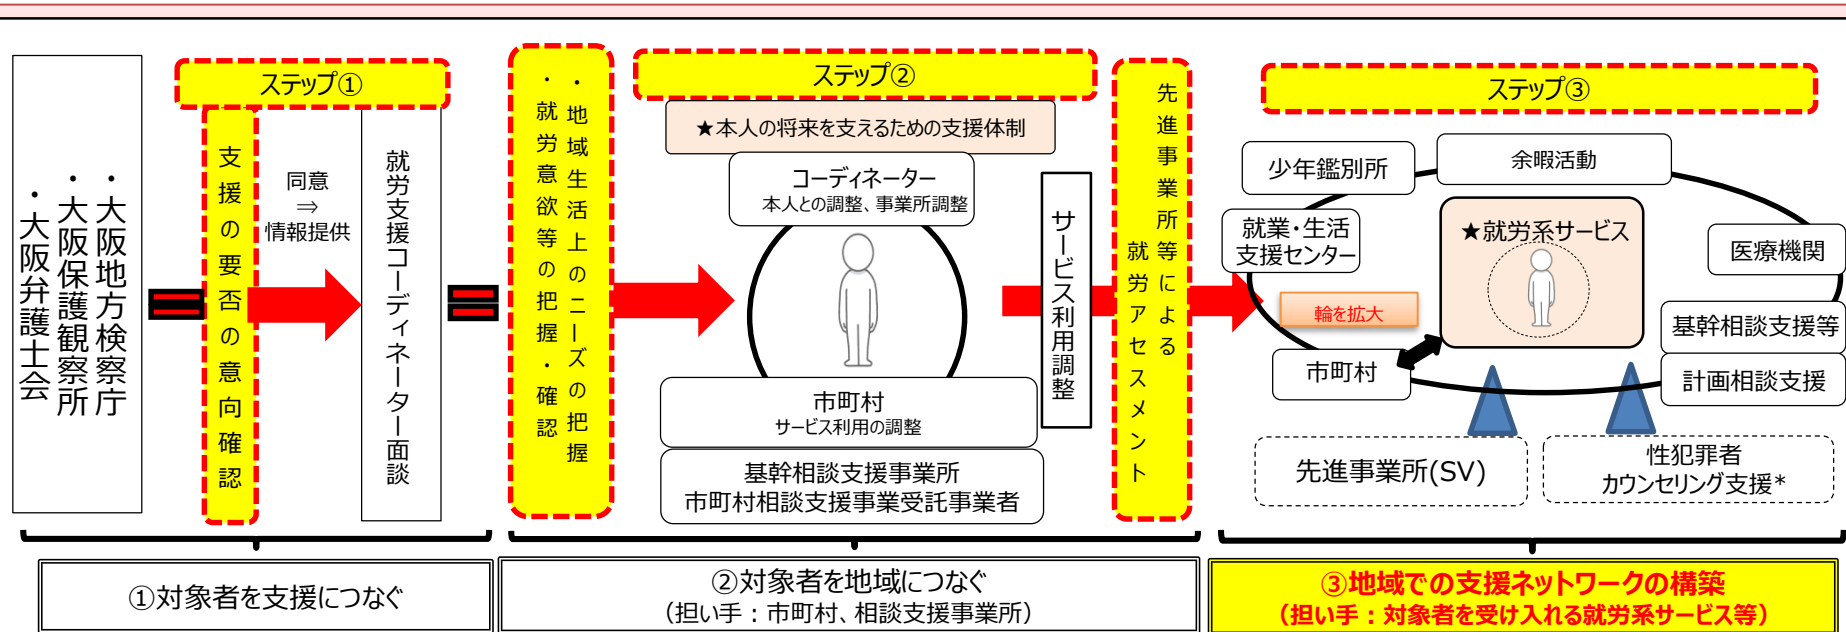 ・大阪地方検察庁
・大阪保護観察所
・大阪弁護士会
ステップ①
支援の要否の意向確認
同意
⇒
情報提供
就労支援コーディネーター面談
・地域生活上のニーズの把握
・就労意欲等の把握・確認
ステップ②
★本人の将来を支えるための支援体制
コーディネーター
本人との調整、事業所調整
市町村
サービス利用の調整
基幹相談支援事業所
市町村相談支援事業受託事業者
サービス利用調整
先進事業所等による
就労アセスメント
ステップ③
少年鑑別所
余暇活動
就業・生活
支援センター
★就労系サービス
医療機関
輪を拡大
基幹相談支援等
市町村
計画相談支援
先進事業所(SV)
性犯罪者
カウンセリング支援*
①対象者を支援につなぐ
②対象者を地域につなぐ
（担い手：市町村、相談支援事業所）
③地域での支援ネットワークの構築
（担い手：対象者を受け入れる就労系サービス等）